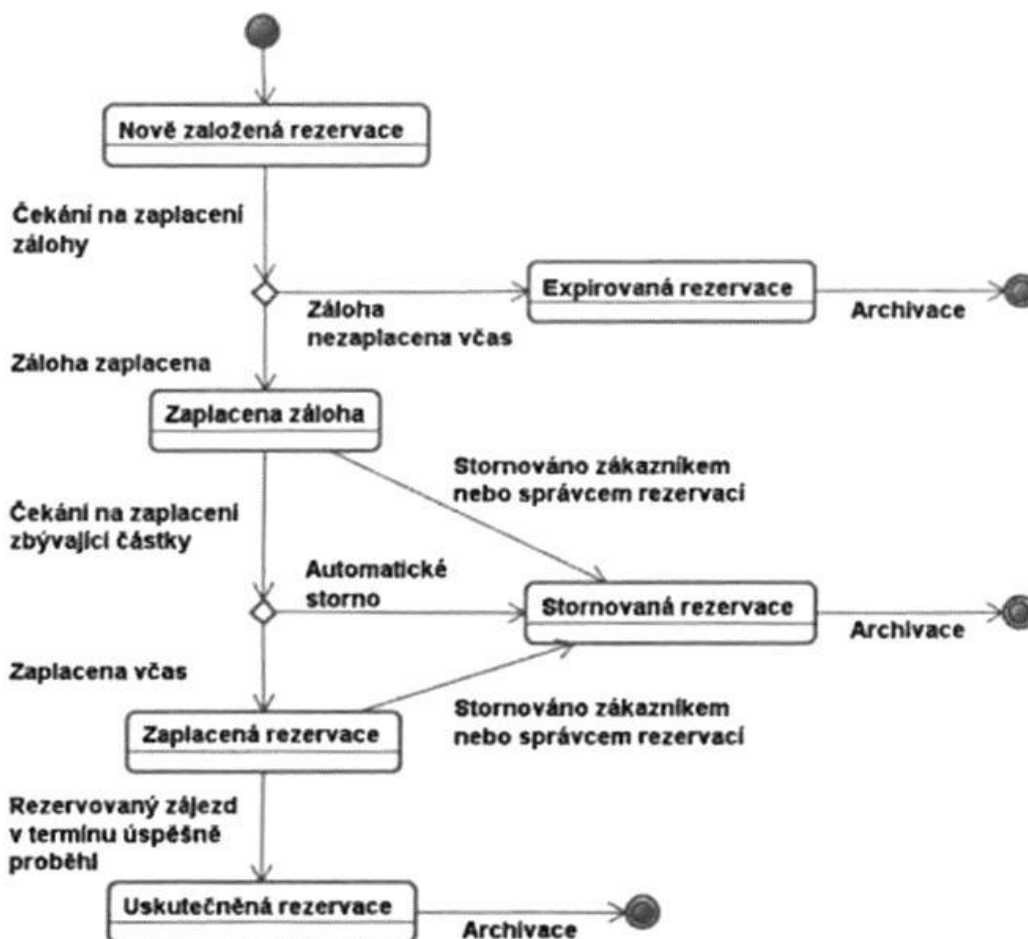 Nově založená rezervace
Čekání na zaplacení
zálohy
Expirovaná rezervace
Archivace
Záloha
nezaplacena včas
Záloha zaplacena
Zaplacena záloha
Stornováno zákazníkem
nebo správcem rezervací
Čekání na zaplacení
zbývající částky
Automatické
storno
Stornovaná rezervace
Archivace
Zaplacena včas
Stornováno zákazníkem
nebo správcem rezervací
Zaplacená rezervace
Rezervovaný zájezd
v termínu úspěšně
proběhl
Uskutečněná rezervace
Archivace